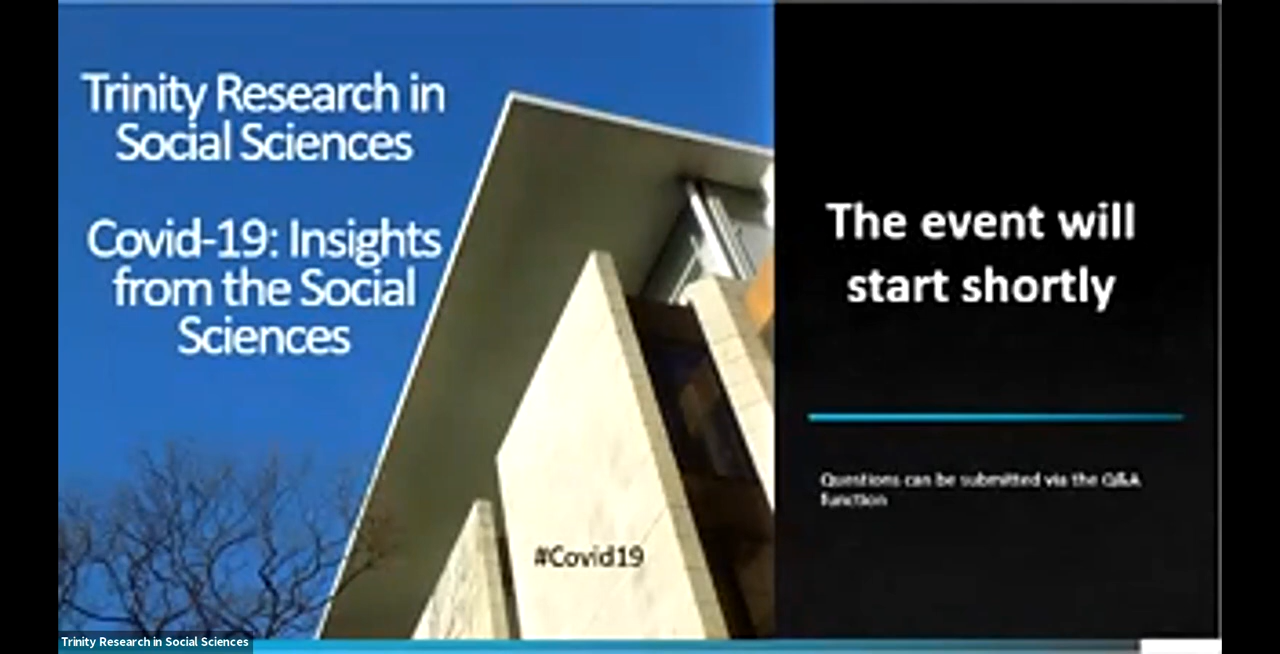 Trinity Research in
Social Sciences
Covid-19: Insights
from the Social
Sciences
#Covid19
The event will
start shortly
Questions can be submitted via the Q&A
function
Trinity Research in Social Sciences